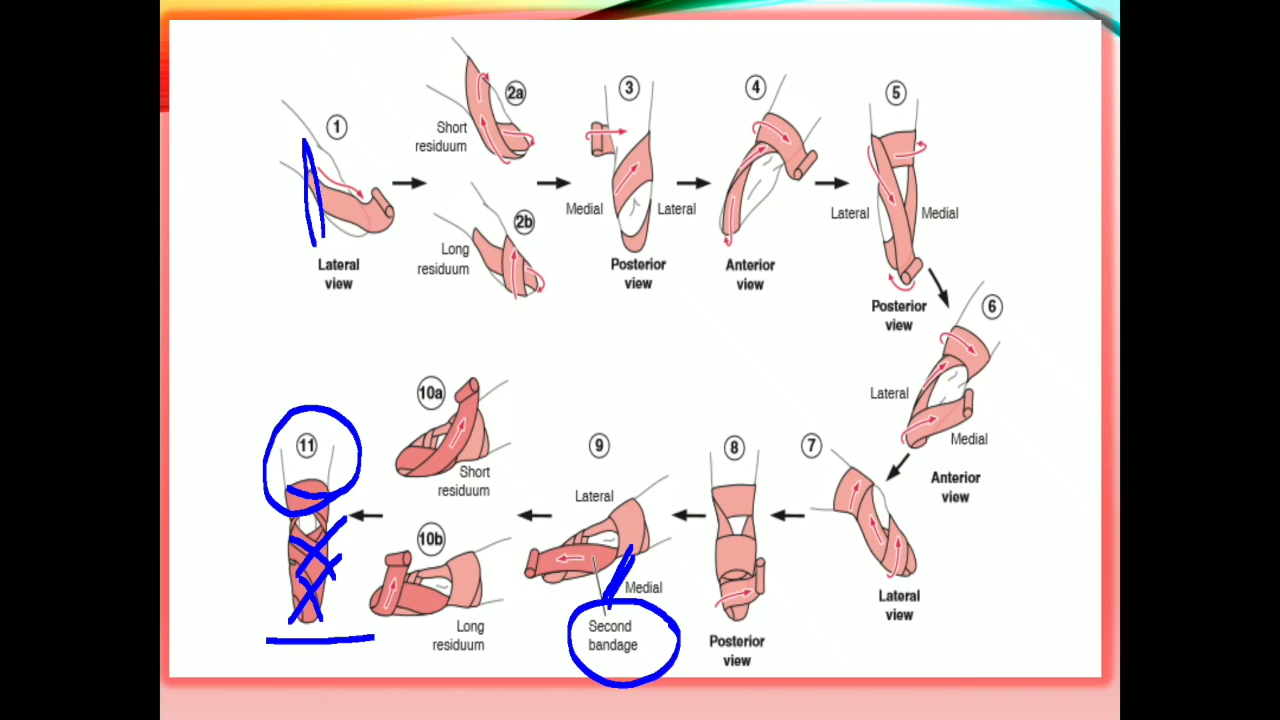 1
Lateral
view
2a
Short
residuum
2b
Long
residuum
3
Medial
Lateral
Posterior
view
4
Anterior
view
5
Lateral
Medial
Posterior
view
6
Lateral
Medial
Anterior
view
7
Lateral
view
8
Posterior
view
9
Lateral
Medial
Second
bandage
10a
Short
residuum
10b
Long
residuum
11